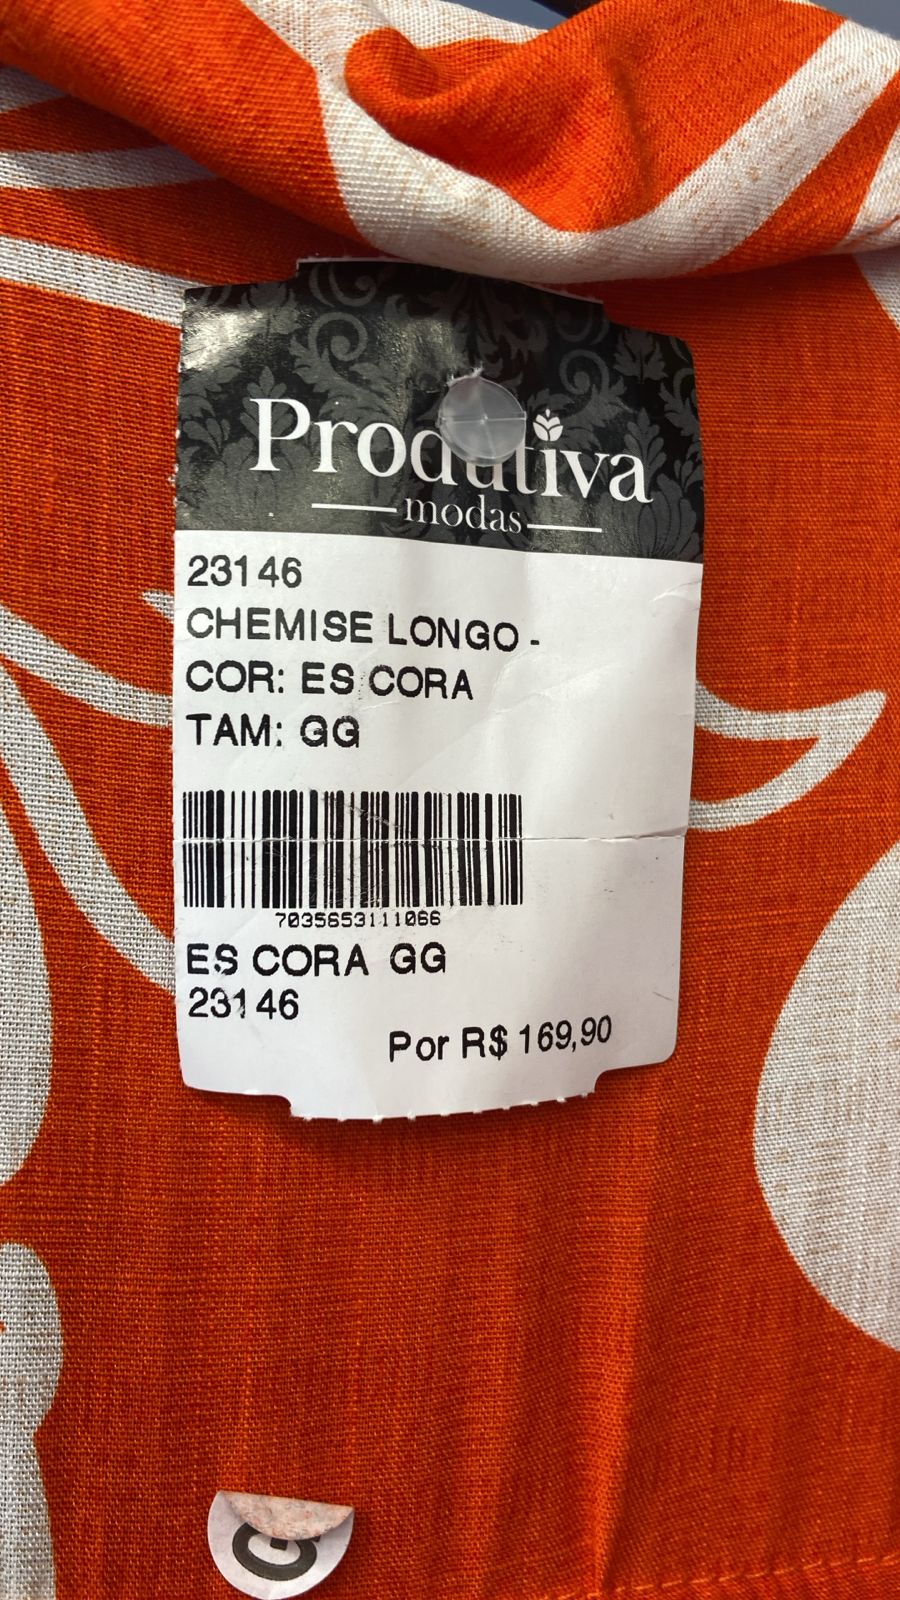 Produtiva
modas
23146
CHEMISE LONGO -
COR: ES CORA
TAM: GG
7035653111066
ES CORA GG
23146
Por R$ 169,90
G